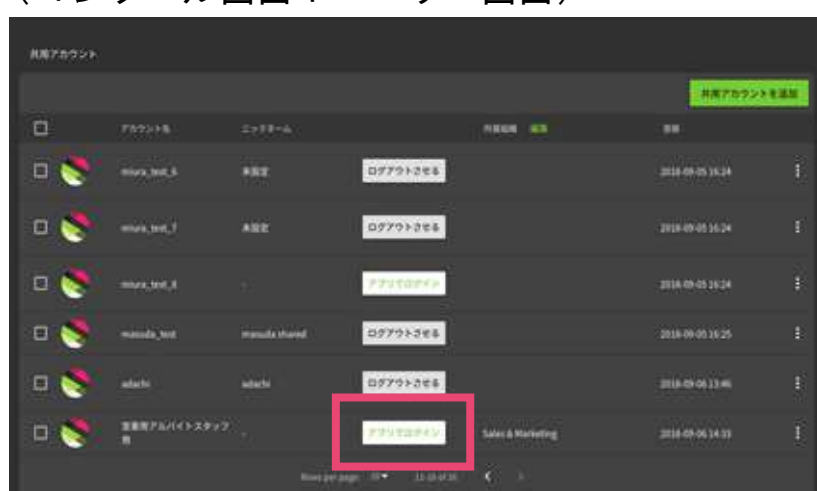 共用アカウント
共用アカウントを追加
アカウント名 ニックネーム 所属組織 編集 登録
miura_test_6 未設定 ログアウトさせる 2018-09-05 16:24
miura_test_7 未設定 ログアウトさせる 2018-09-05 16:24
miura_test_8 - アプリでログイン 2018-09-05 16:24
masuda_test masuda shared ログアウトさせる 2018-09-05 16:25
adachi adachi ログアウトさせる 2018-09-06 13:46
営業用アルバイトスタッフ
用 - アプリでログイン Sales & Marketing 2018-09-06 14:33
Rows per page: